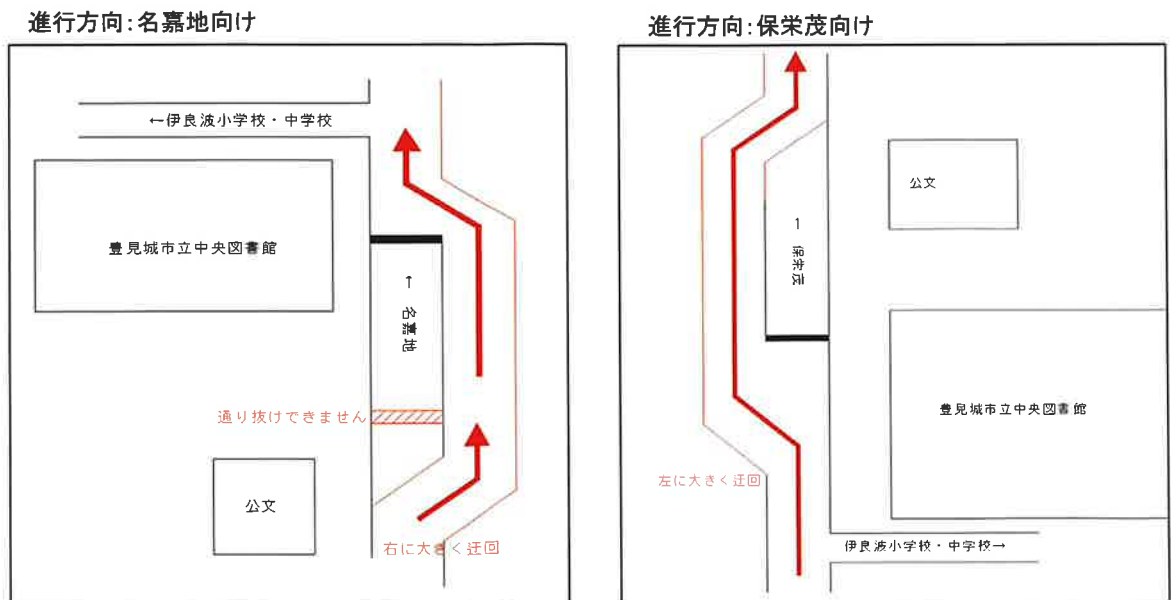 進行方向:名嘉地向け
←伊良波小学校・中学校
豊見城市立中央図書館
← 名嘉地
通り抜けできません
公文
右に大きく迂回
進行方向:保栄茂向け
公文
← 保栄茂
豊見城市立中央図書館
左に大きく迂回
伊良波小学校・中学校→